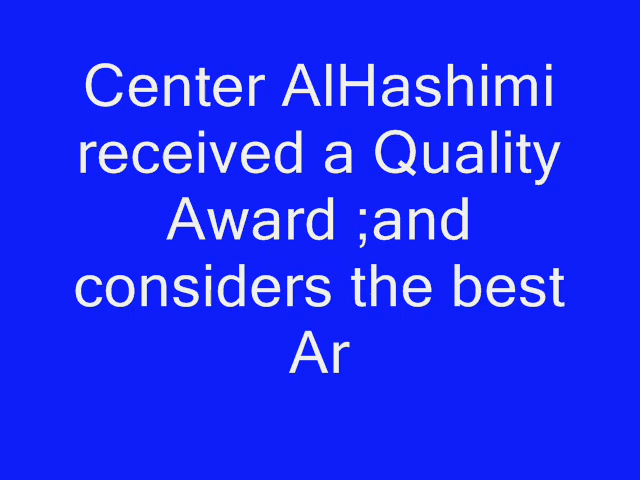 Center AlHashimi
received a Quality
Award ;and
considers the best
Ar